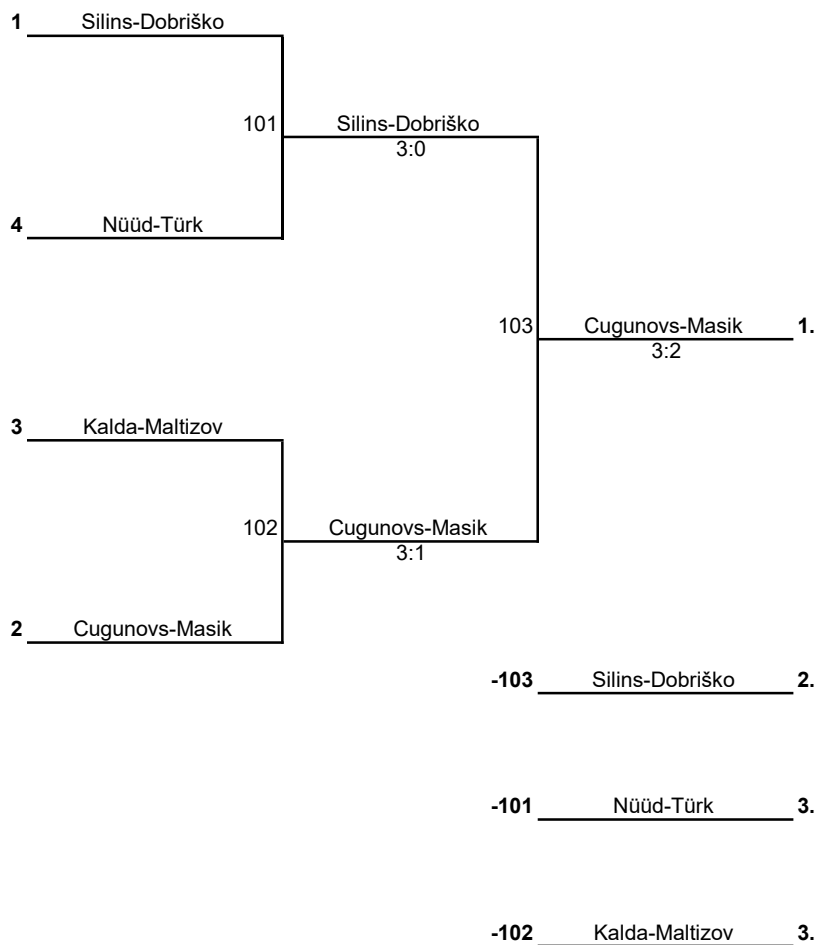 1 Silins-Dobriško
101 Silins-Dobriško
3:0
4 Nüüd-Türk
103 Cugunovs-Masik 1.
3:2
3 Kalda-Maltizov
102 Cugunovs-Masik
3:1
2 Cugunovs-Masik
-103 Silins-Dobriško 2.
-101 Nüüd-Türk 3.
-102 Kalda-Maltizov 3.